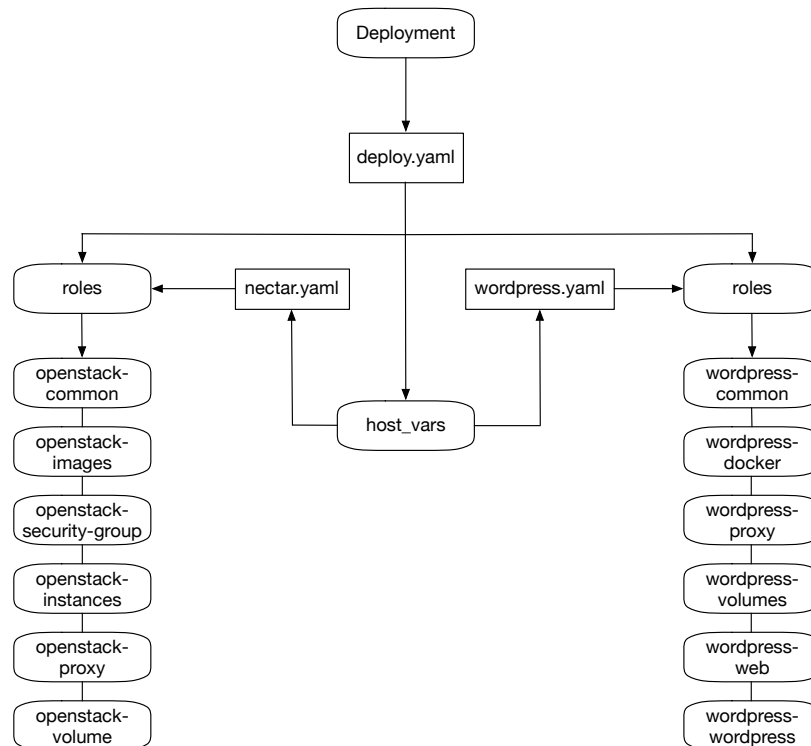 Deployment
deploy.yaml
roles
nectar.yaml
wordpress.yaml
roles
openstack-
common
wordpress-
common
host_vars
openstack-
images
wordpress-
docker
openstack-
security-group
wordpress-
proxy
openstack-
instances
wordpress-
volumes
openstack-
proxy
wordpress-
web
openstack-
volume
wordpress-
wordpress